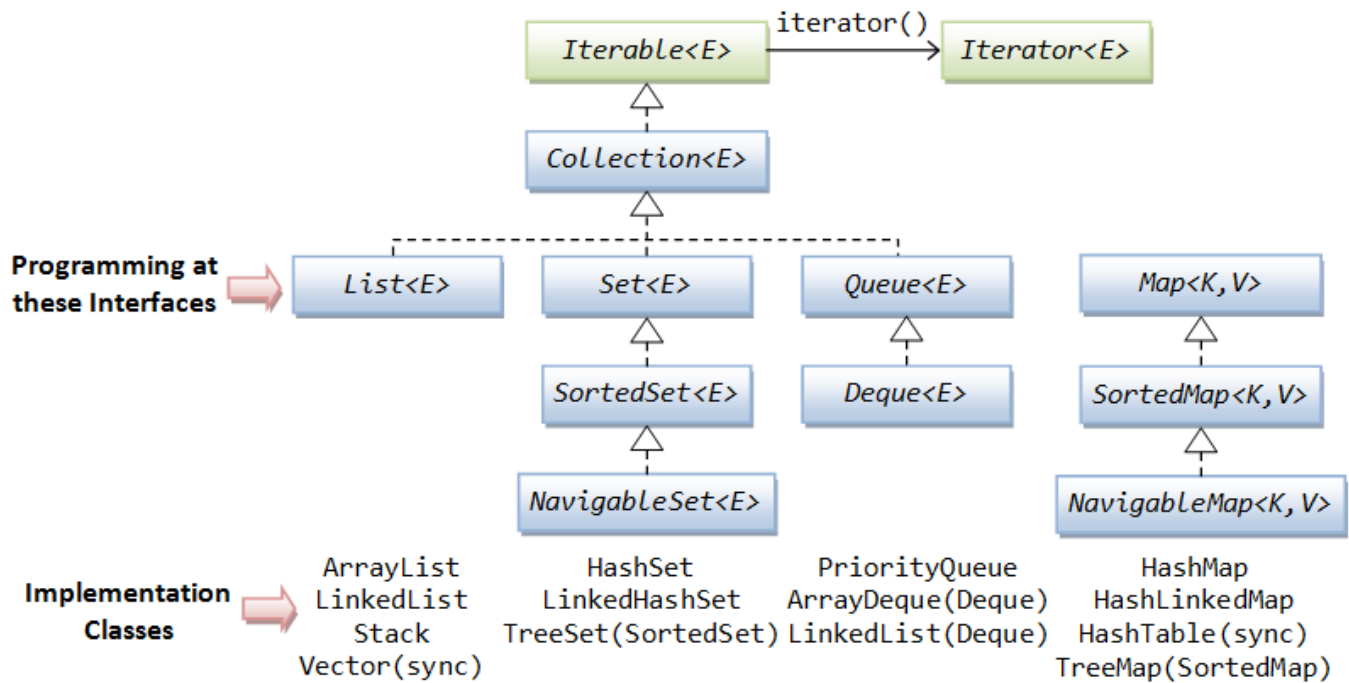 iterator()
Iterable<E>
Iterator<E>
Collection<E>
Programming at
these Interfaces
List<E>
Set<E>
Queue<E>
Map<K,V>
SortedSet<E>
Deque<E>
SortedMap<K,V>
NavigableSet<E>
NavigableMap<K,V>
Implementation
Classes
ArrayList
LinkedList
Stack
Vector(sync)
HashSet
LinkedHashSet
TreeSet(SortedSet)
PriorityQueue
ArrayDeque(Deque)
LinkedList(Deque)
HashMap
HashLinkedMap
HashTable(sync)
TreeMap(SortedMap)